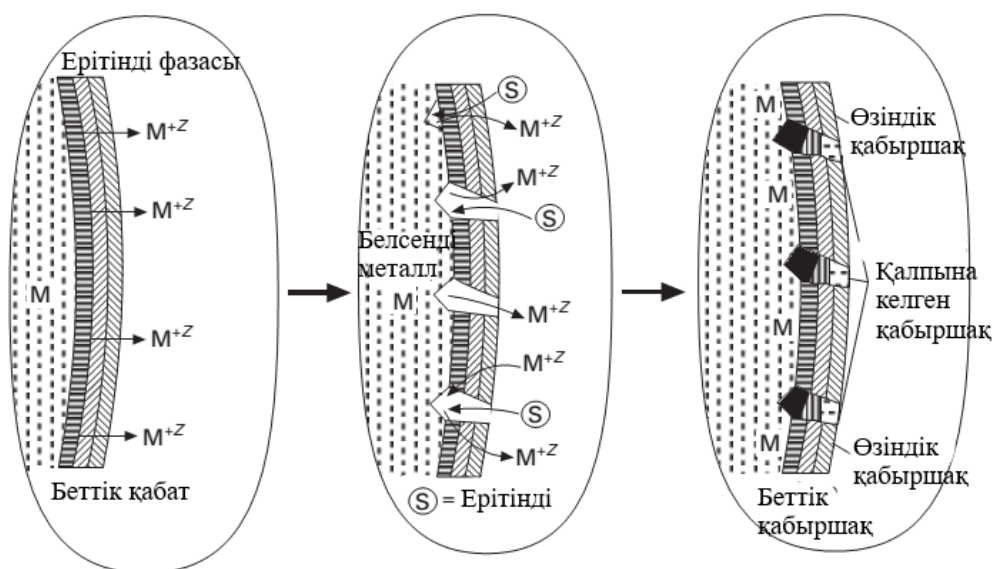 Ерітінді фазасы
M+Z
M+Z
M
M+Z
M+Z
Беттік қабат
S
M+Z
M+Z
S
Белсенді
металл
M
M+Z
M+Z
S
M+Z
S = Ерітінді
M
Өзіндік
қабыршақ
M
Қалпына
келген
қабыршақ
M
M
Өзіндік
қабыршақ
Беттік
қабыршақ